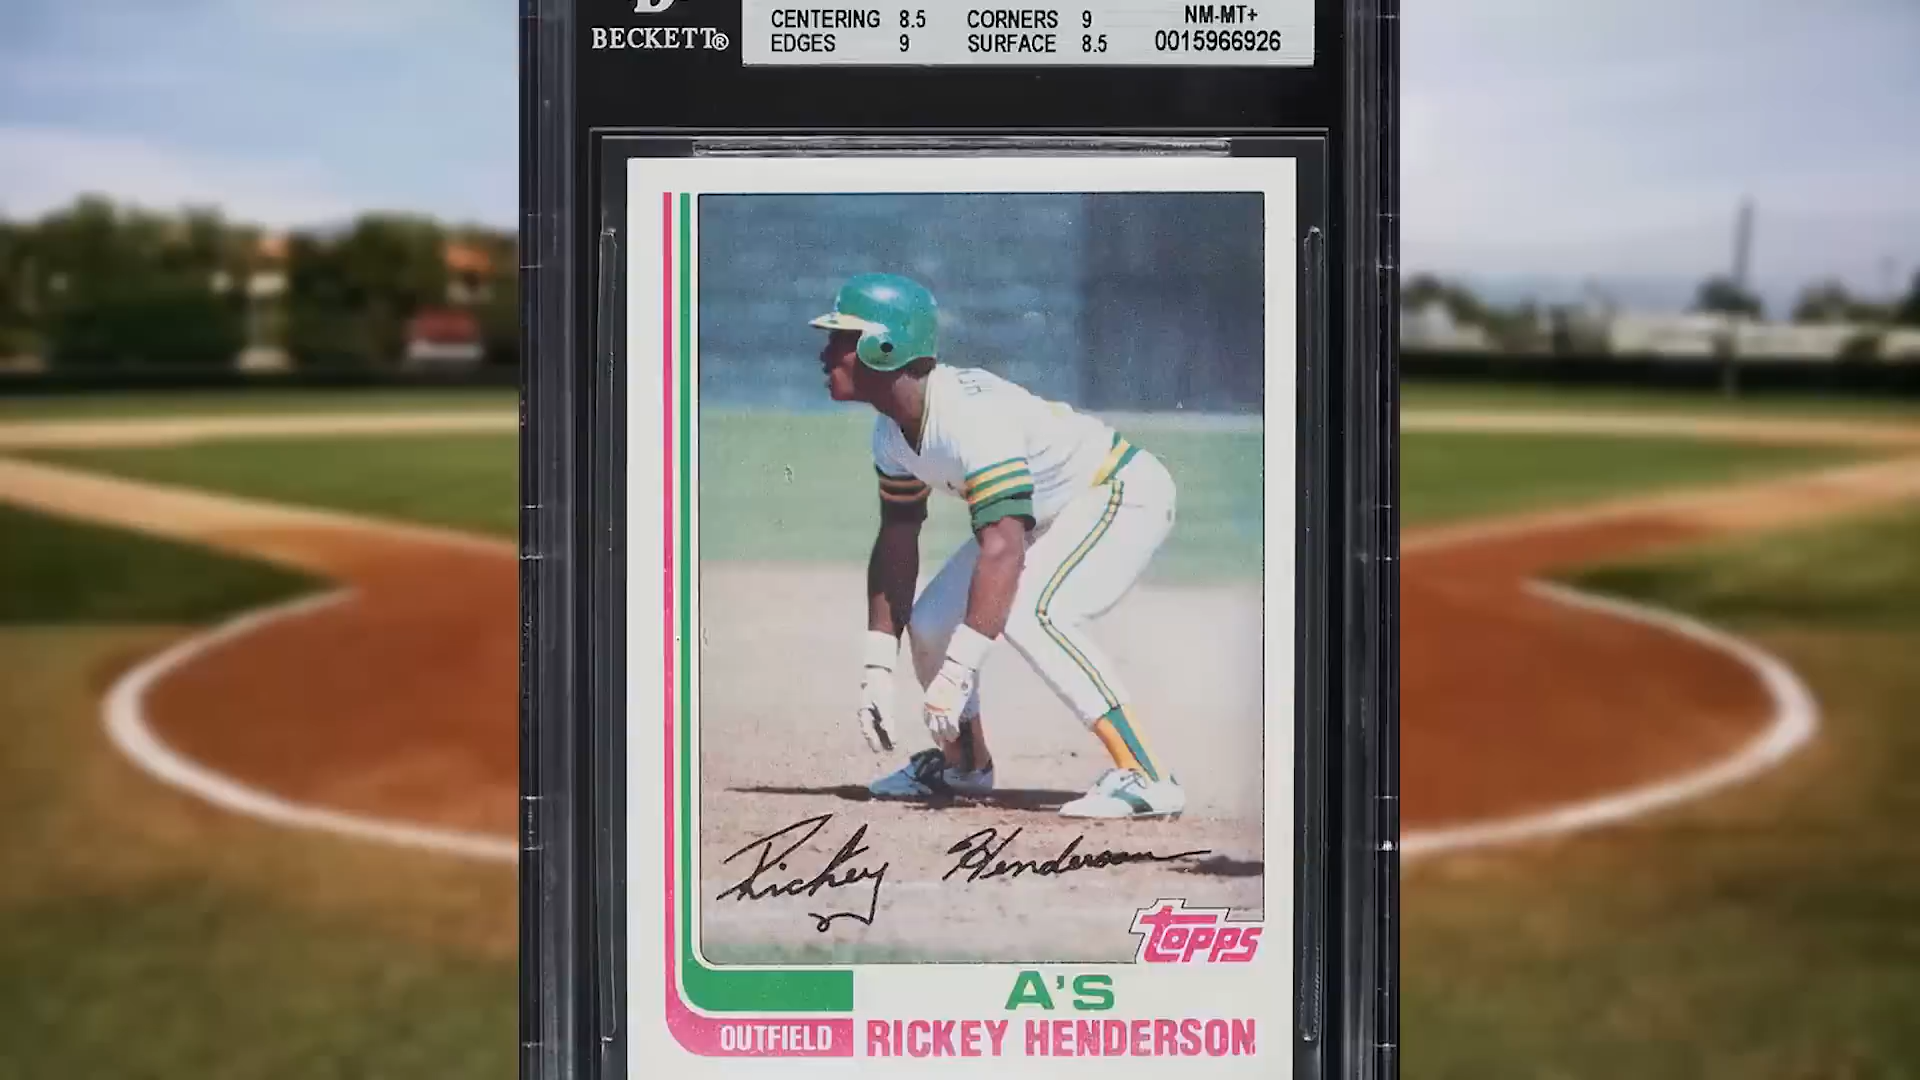 CENTERING 8.5 CORNERS 9 NM-MT+
BECKETT® EDGES 9 SURFACE 8.5 0015966926
Rickey Henderson
topps
A'S
OUTFIELD RICKEY HENDERSON